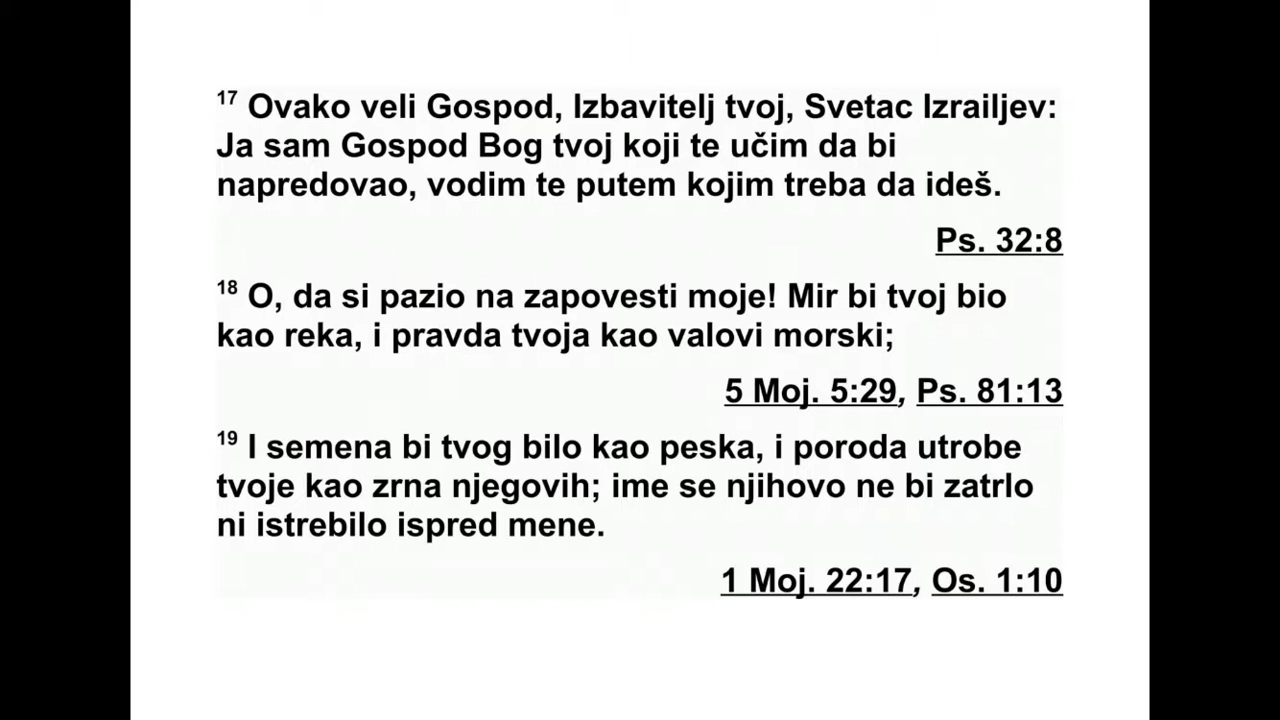 17 Ovako veli Gospod, Izbavitelj tvoj, Svetac Izrailjev:
Ja sam Gospod Bog tvoj koji te učim da bi
napredovao, vodim te putem kojim treba da ideš.
Ps. 32:8
18 O, da si pazio na zapovesti moje! Mir bi tvoj bio
kao reka, i pravda tvoja kao valovi morski;
5 Moj. 5:29, Ps. 81:13
19 I semena bi tvog bilo kao peska, i poroda utrobe
tvoje kao zrna njegovih; ime se njihovo ne bi zatrlo
ni istrebilo ispred mene.
1 Moj. 22:17, Os. 1:10